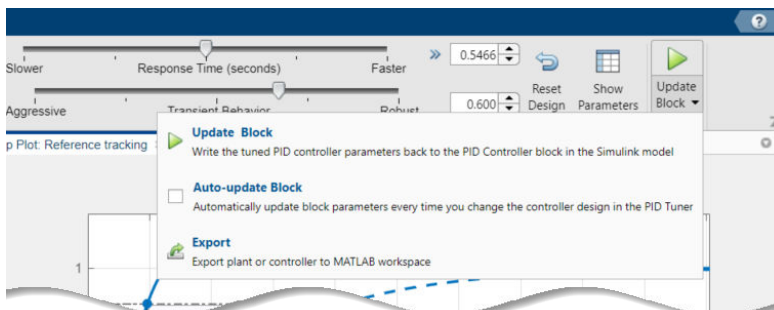 ?
Slower Response Time (seconds) Faster » 0.5466
Aggressive Transient Behavior Robust 0.600
Reset Design
Show Parameters
Update Block
p Plot: Reference tracking
Update Block
Write the tuned PID controller parameters back to the PID Controller block in the Simulink model
Auto-update Block
Automatically update block parameters every time you change the controller design in the PID Tuner
Export
Export plant or controller to MATLAB workspace
1